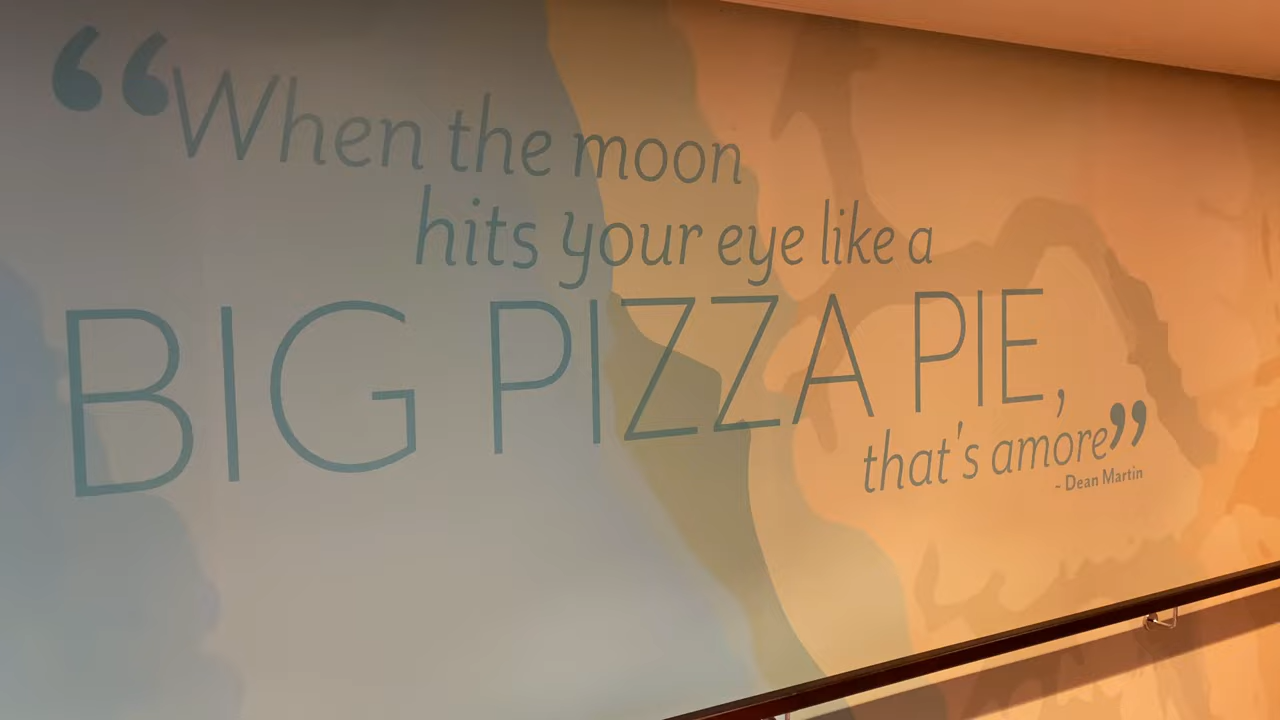 “When the moon
hits your eye like a
BIG PIZZA PIE,
that's amore”
~ Dean Martin